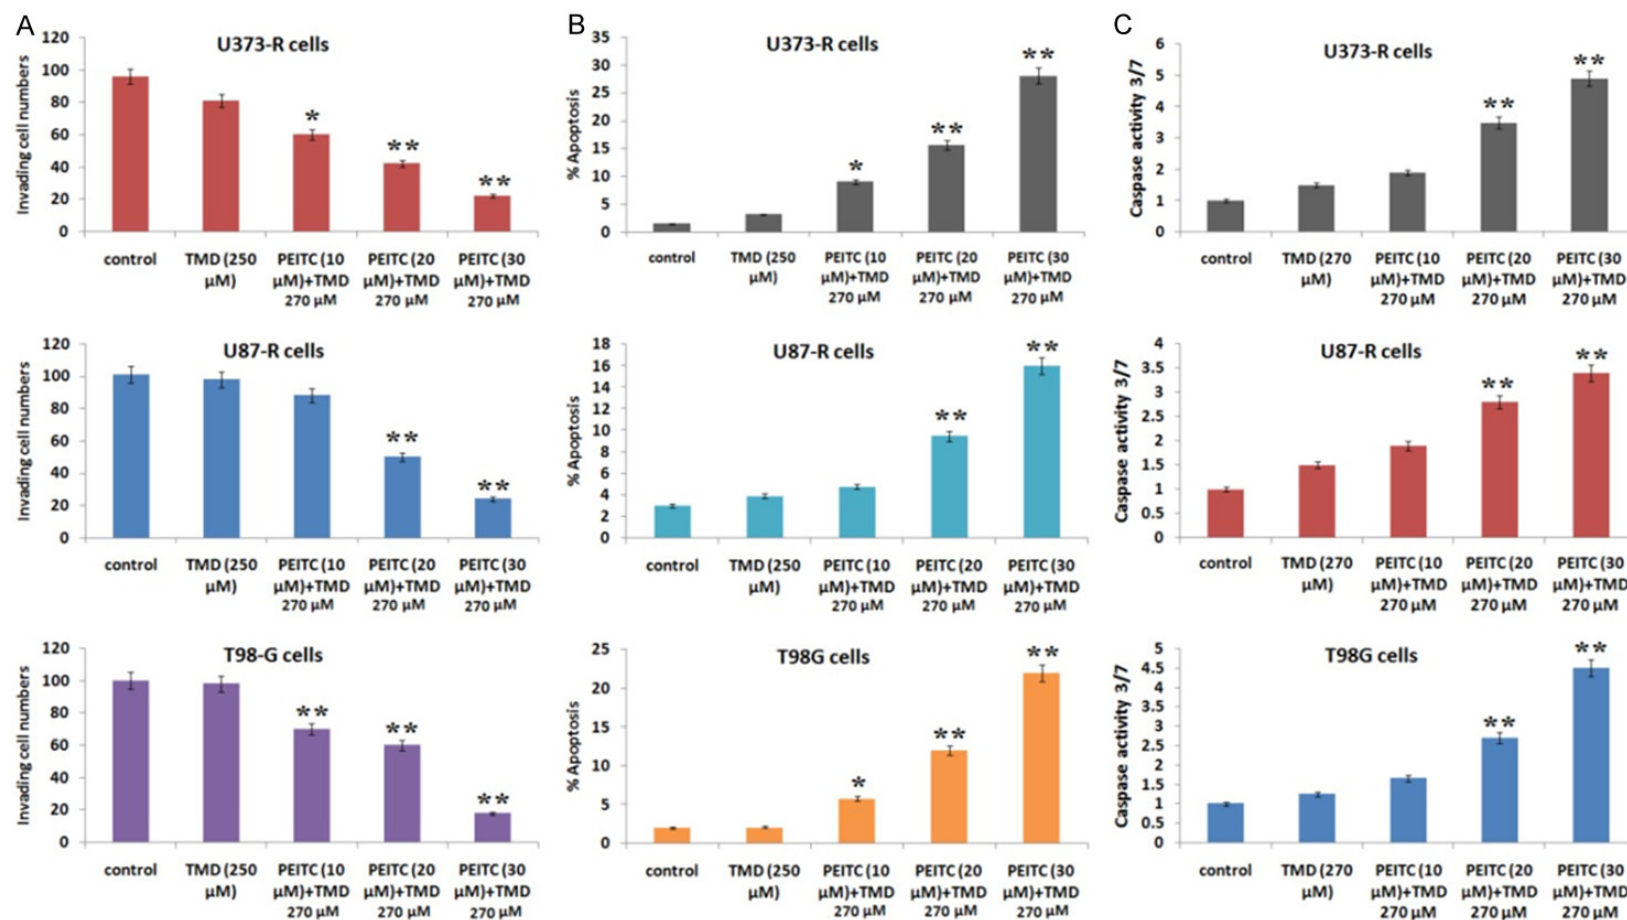 A
B
C
U373-R cells
Invading cell numbers
120
100
80
60
40
20
0
control
TMD (250
µM)
PEITC (10
µM)+TMD
270 µM
PEITC (20
µM)+TMD
270 µM
PEITC (30
µM)+TMD
270 µM
*
**
**
U373-R cells
% Apoptosis
35
30
25
20
15
10
5
0
control
TMD (250
µM)
PEITC (10
µM)+TMD
270 µM
PEITC (20
µM)+TMD
270 µM
PEITC (30
µM)+TMD
270 µM
*
**
**
U373-R cells
Caspase activity 3/7
6
5
4
3
2
1
0
control
TMD (270
µM)
PEITC (10
µM)+TMD
270 µM
PEITC (20
µM)+TMD
270 µM
PEITC (30
µM)+TMD
270 µM
**
**
U87-R cells
Invading cell numbers
120
100
80
60
40
20
0
control
TMD (250
µM)
PEITC (10
µM)+TMD
270 µM
PEITC (20
µM)+TMD
270 µM
PEITC (30
µM)+TMD
270 µM
**
**
U87-R cells
% Apoptosis
18
16
14
12
10
8
6
4
2
0
control
TMD (250
µM)
PEITC (10
µM)+TMD
270 µM
PEITC (20
µM)+TMD
270 µM
PEITC (30
µM)+TMD
270 µM
**
**
U87-R cells
Caspase activity 3/7
4
3.5
3
2.5
2
1.5
1
0.5
0
control
TMD (270
µM)
PEITC (10
µM)+TMD
270 µM
PEITC (20
µM)+TMD
270 µM
PEITC (30
µM)+TMD
270 µM
**
**
T98-G cells
Invading cell numbers
120
100
80
60
40
20
0
control
TMD (250
µM)
PEITC (10
µM)+TMD
270 µM
PEITC (20
µM)+TMD
270 µM
PEITC (30
µM)+TMD
270 µM
**
**
**
T98G cells
% Apoptosis
25
20
15
10
5
0
control
TMD (250
µM)
PEITC (10
µM)+TMD
270 µM
PEITC (20
µM)+TMD
270 µM
PEITC (30
µM)+TMD
270 µM
*
**
**
T98G cells
Caspase activity 3/7
5
4.5
4
3.5
3
2.5
2
1.5
1
0.5
0
control
TMD (270
µM)
PEITC (10
µM)+TMD
270 µM
PEITC (20
µM)+TMD
270 µM
PEITC (30
µM)+TMD
270 µM
**
**